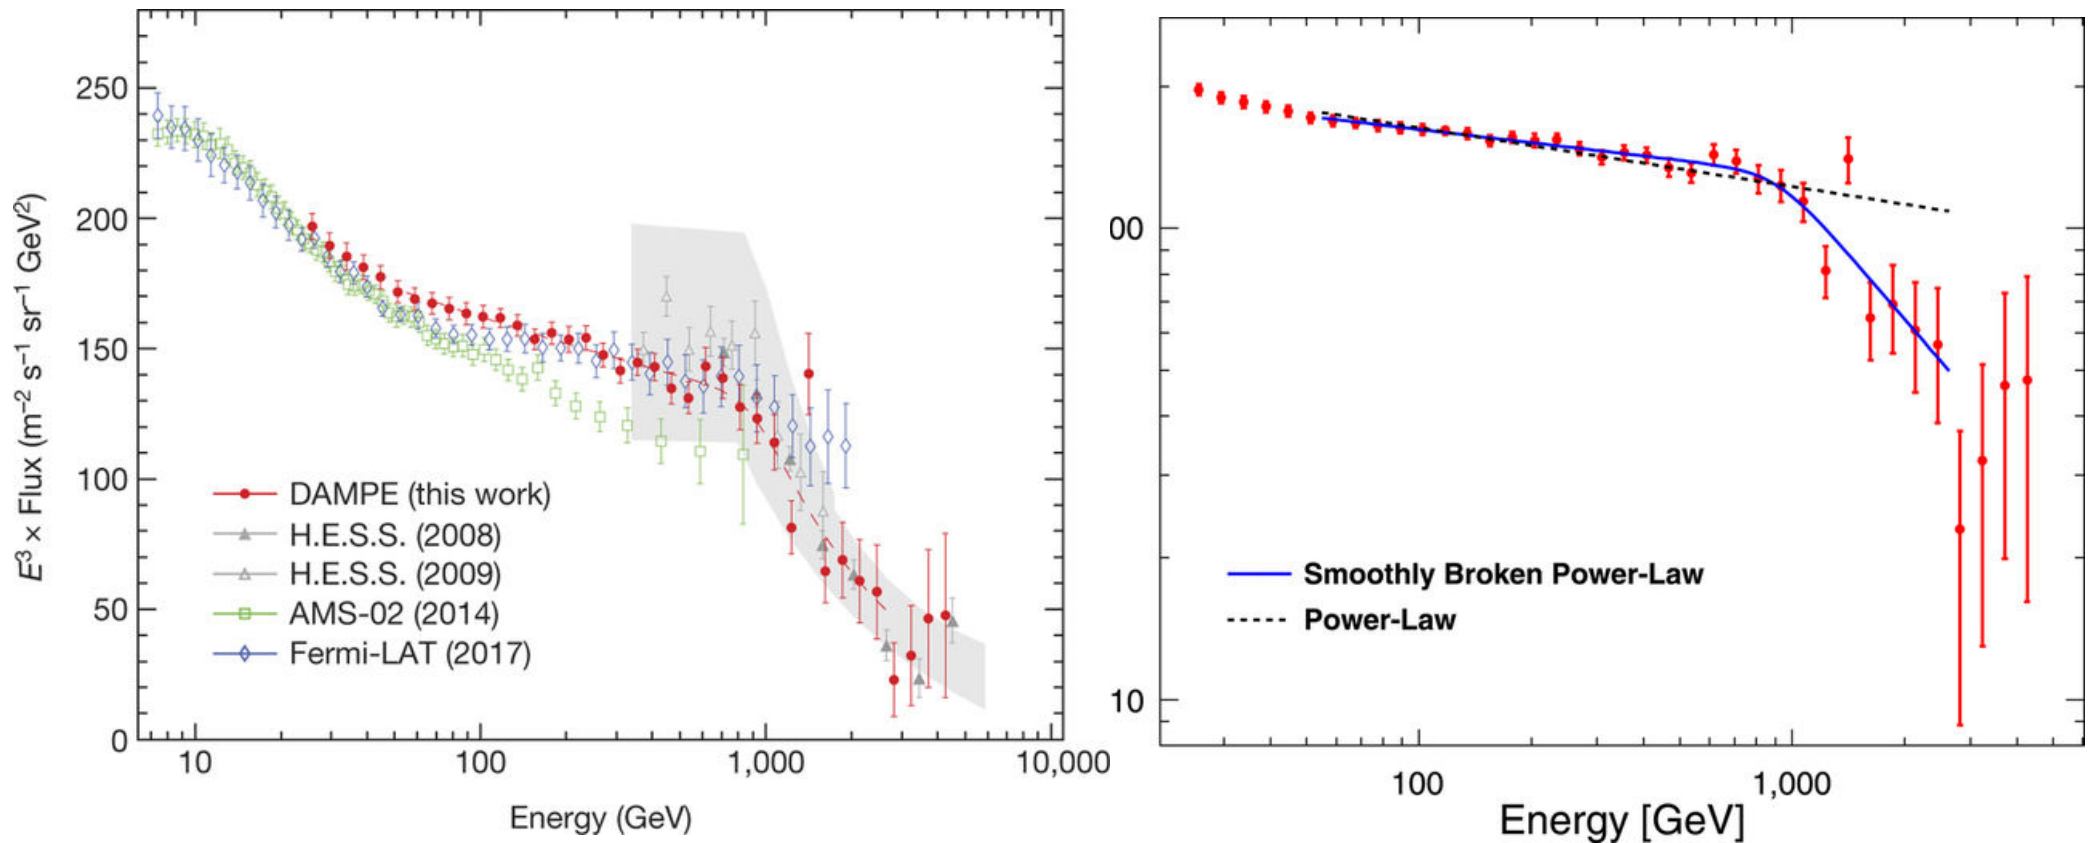 250
200
150
100
50
0
E³ × Flux (m⁻² s⁻¹ sr⁻¹ GeV²)
DAMPE (this work)
H.E.S.S. (2008)
H.E.S.S. (2009)
AMS-02 (2014)
Fermi-LAT (2017)
10 100 1,000 10,000
Energy (GeV)
00
10
Smoothly Broken Power-Law
Power-Law
100 1,000
Energy [GeV]